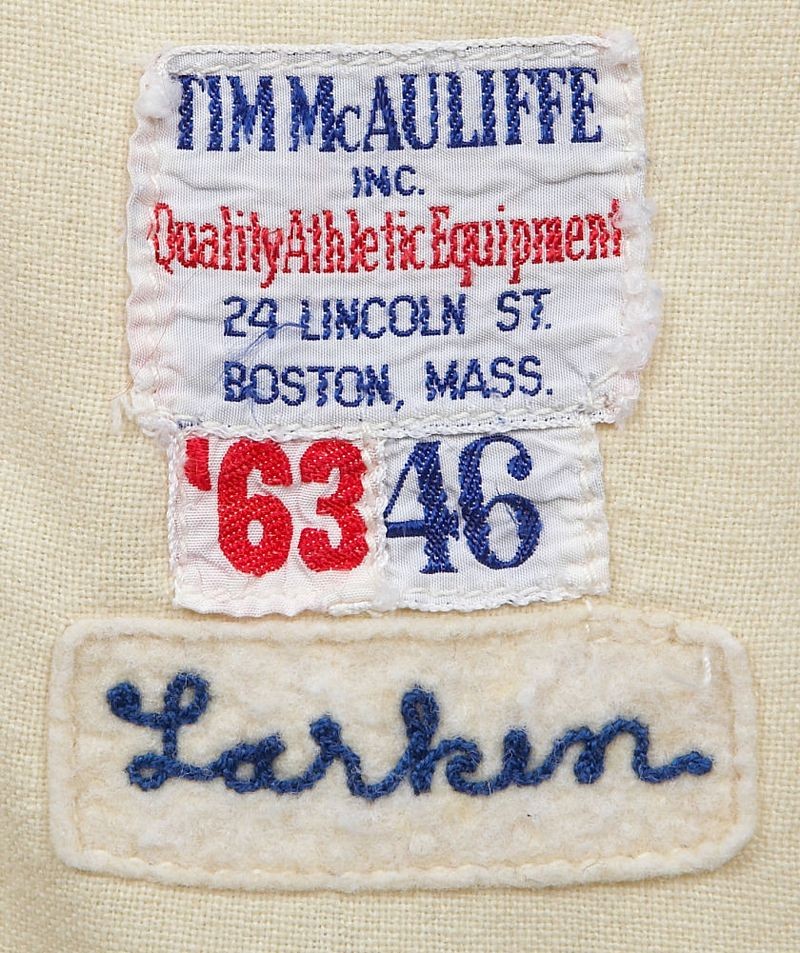 TIM McAULIFFE
INC.
Quality Athletic Equipment
24 LINCOLN ST.
BOSTON, MASS.
'63 46
Larkin